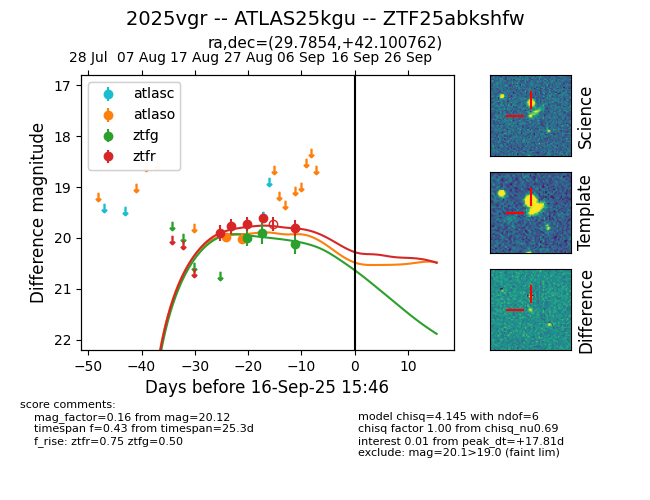 2025vgr -- ATLAS25kgu -- ZTF25abkshfw
ra,dec=(29.7854,+42.100762)
28 Jul 07 Aug 17 Aug 27 Aug 06 Sep 16 Sep 26 Sep
17
18
19
20
21
22
Difference magnitude
atlasc
atlaso
ztfg
ztfr
−50 −40 −30 −20 −10 0 10
Days before 16-Sep-25 15:46
Science
Template
Difference
score comments:
mag_factor=0.16 from mag=20.12
timespan f=0.43 from timespan=25.3d
f_rise: ztfr=0.75 ztfg=0.50
model chisq=4.145 with ndof=6
chisq factor 1.00 from chisq_nu0.69
interest 0.01 from peak_dt=+17.81d
exclude: mag=20.1>19.0 (faint lim)